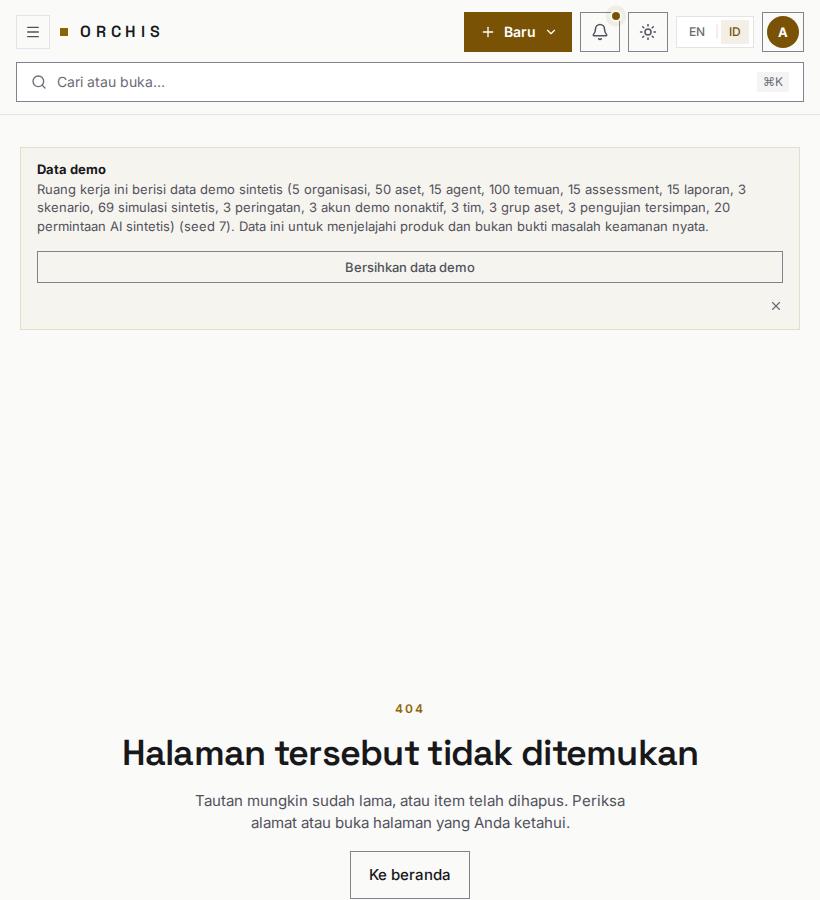 ORCHIS
Baru
EN
ID
A
Cari atau buka...
⌘K
Data demo
Ruang kerja ini berisi data demo sintetis (5 organisasi, 50 aset, 15 agent, 100 temuan, 15 assessment, 15 laporan, 3
skenario, 69 simulasi sintetis, 3 peringatan, 3 akun demo nonaktif, 3 tim, 3 grup aset, 3 pengujian tersimpan, 20
permintaan AI sintetis) (seed 7). Data ini untuk menjelajahi produk dan bukan bukti masalah keamanan nyata.
Bersihkan data demo
404
Halaman tersebut tidak ditemukan
Tautan mungkin sudah lama, atau item telah dihapus. Periksa
alamat atau buka halaman yang Anda ketahui.
Ke beranda